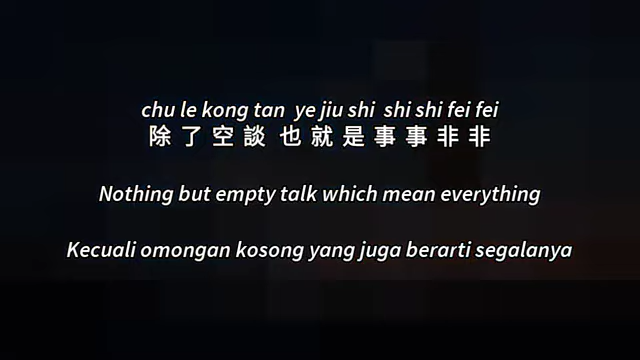 chu le kong tan  ye jiu shi  shi shi fei fei
除了空談 也就是事事非非
Nothing but empty talk which mean everything
Kecuali omongan kosong yang juga berarti segalanya